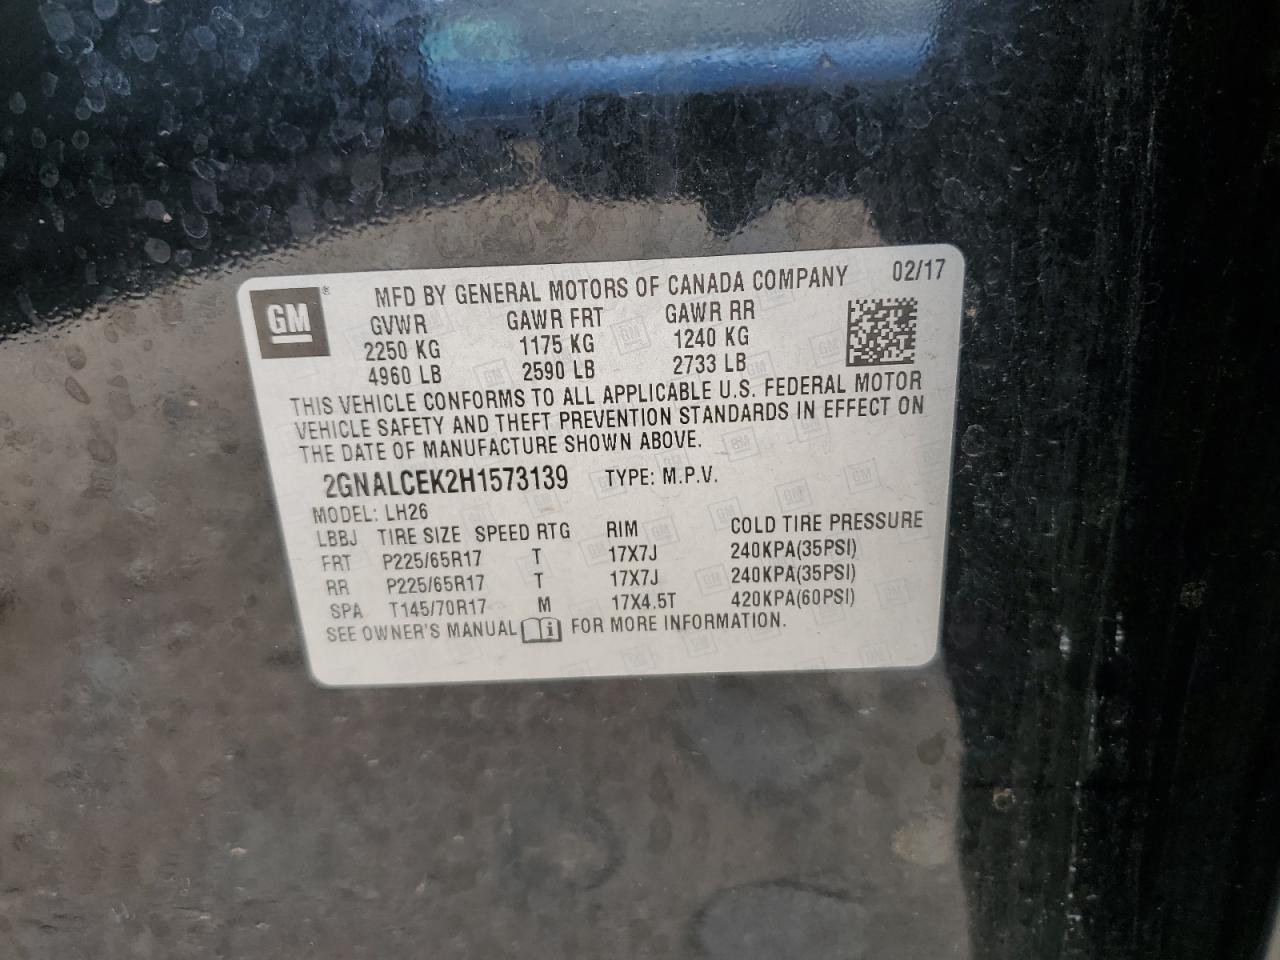 GM® MFD BY GENERAL MOTORS OF CANADA COMPANY 02/17
GVWR GAWR FRT GAWR RR
2250 KG 1175 KG 1240 KG
4960 LB 2590 LB 2733 LB
THIS VEHICLE CONFORMS TO ALL APPLICABLE U.S. FEDERAL MOTOR
VEHICLE SAFETY AND THEFT PREVENTION STANDARDS IN EFFECT ON
THE DATE OF MANUFACTURE SHOWN ABOVE.
2GNALCEK2H1573139 TYPE: M.P.V.
MODEL: LH26
LBBJ TIRE SIZE SPEED RTG RIM COLD TIRE PRESSURE
FRT P225/65R17 T 17X7J 240KPA(35PSI)
RR P225/65R17 T 17X7J 240KPA(35PSI)
SPA T145/70R17 M 17X4.5T 420KPA(60PSI)
SEE OWNER'S MANUAL i FOR MORE INFORMATION.